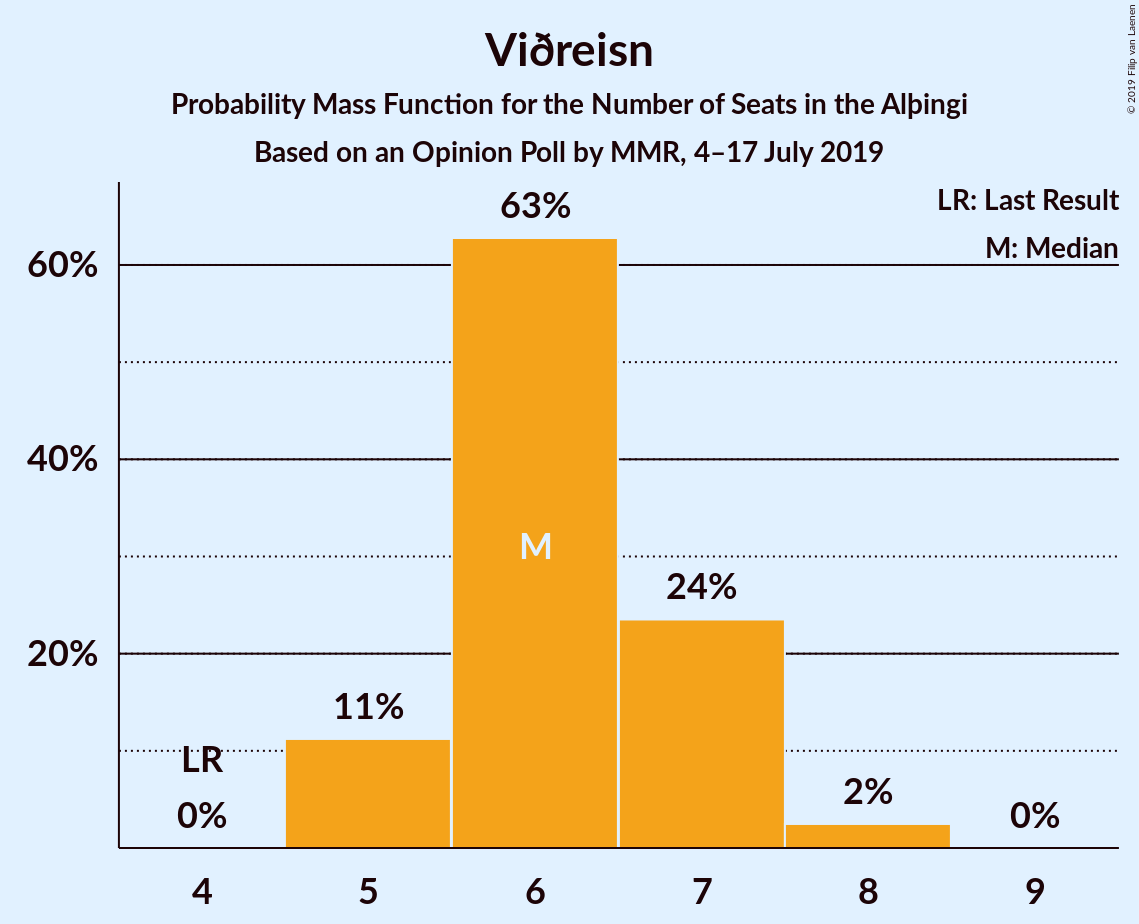 Viðreisn
Probability Mass Function for the Number of Seats in the Alþingi
Based on an Opinion Poll by MMR, 4–17 July 2019
© 2019 Filip van Laenen
LR: Last Result
M: Median
63%
60%
40%
M
24%
20%
11%
LR
2%
0%
0%
4 5 6 7 8 9